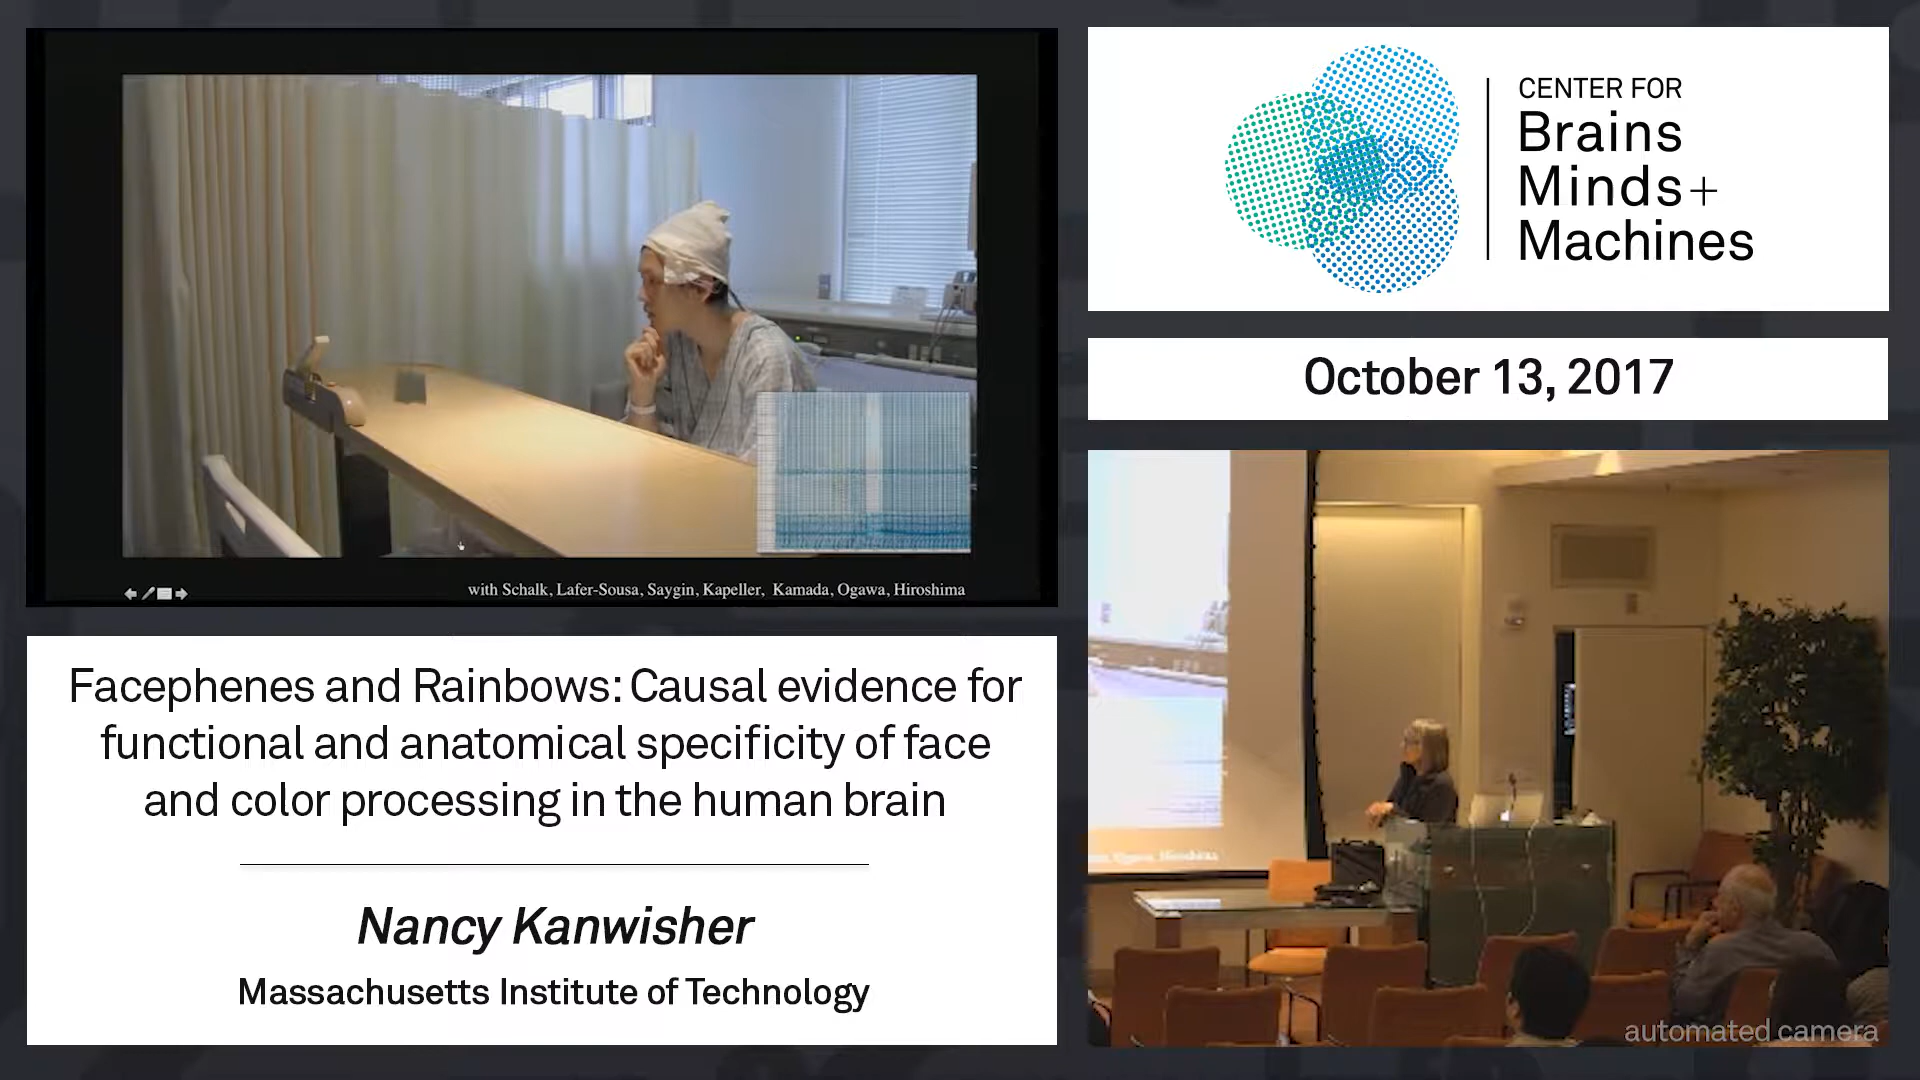 with Schalk, Lafer-Sousa, Saygin, Kapeller, Kamada, Ogawa, Hiroshima
CENTER FOR
Brains
Minds+
Machines
October 13, 2017
Facephenes and Rainbows: Causal evidence for
functional and anatomical specificity of face
and color processing in the human brain
Nancy Kanwisher
Massachusetts Institute of Technology
Ogawa, Hiroshima
automated camera